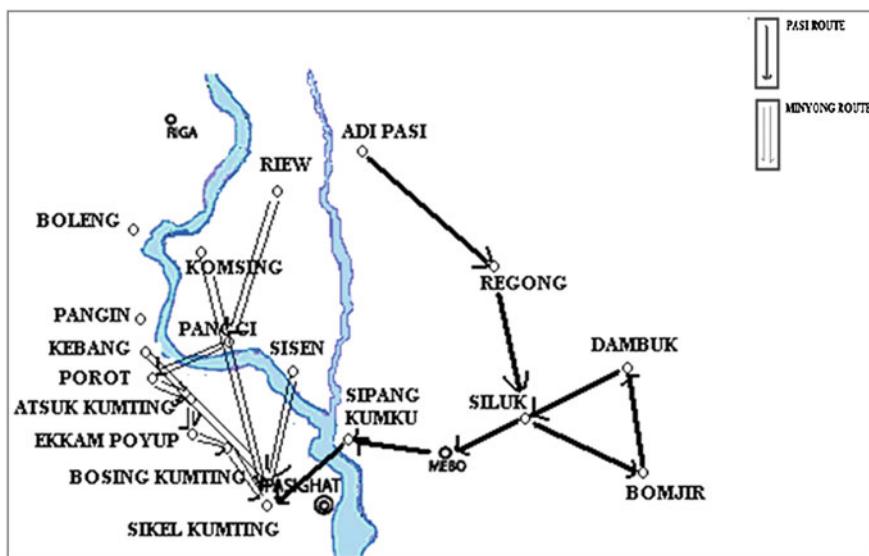 PASI ROUTE
MINYONG ROUTE
RIGA
ADI PASI
RIEW
BOLENG
KOMSING
REGONG
PANGIN
PANGGI
KEBANG
SISEN
DAMBUK
POROT
SIPANG
KUMKU
SILUK
ATSUK KUMTING
EKKAM POYUP
MEBO
BOSING KUMTING
PASIGHAT
BOMJIR
SIKEL KUMTING